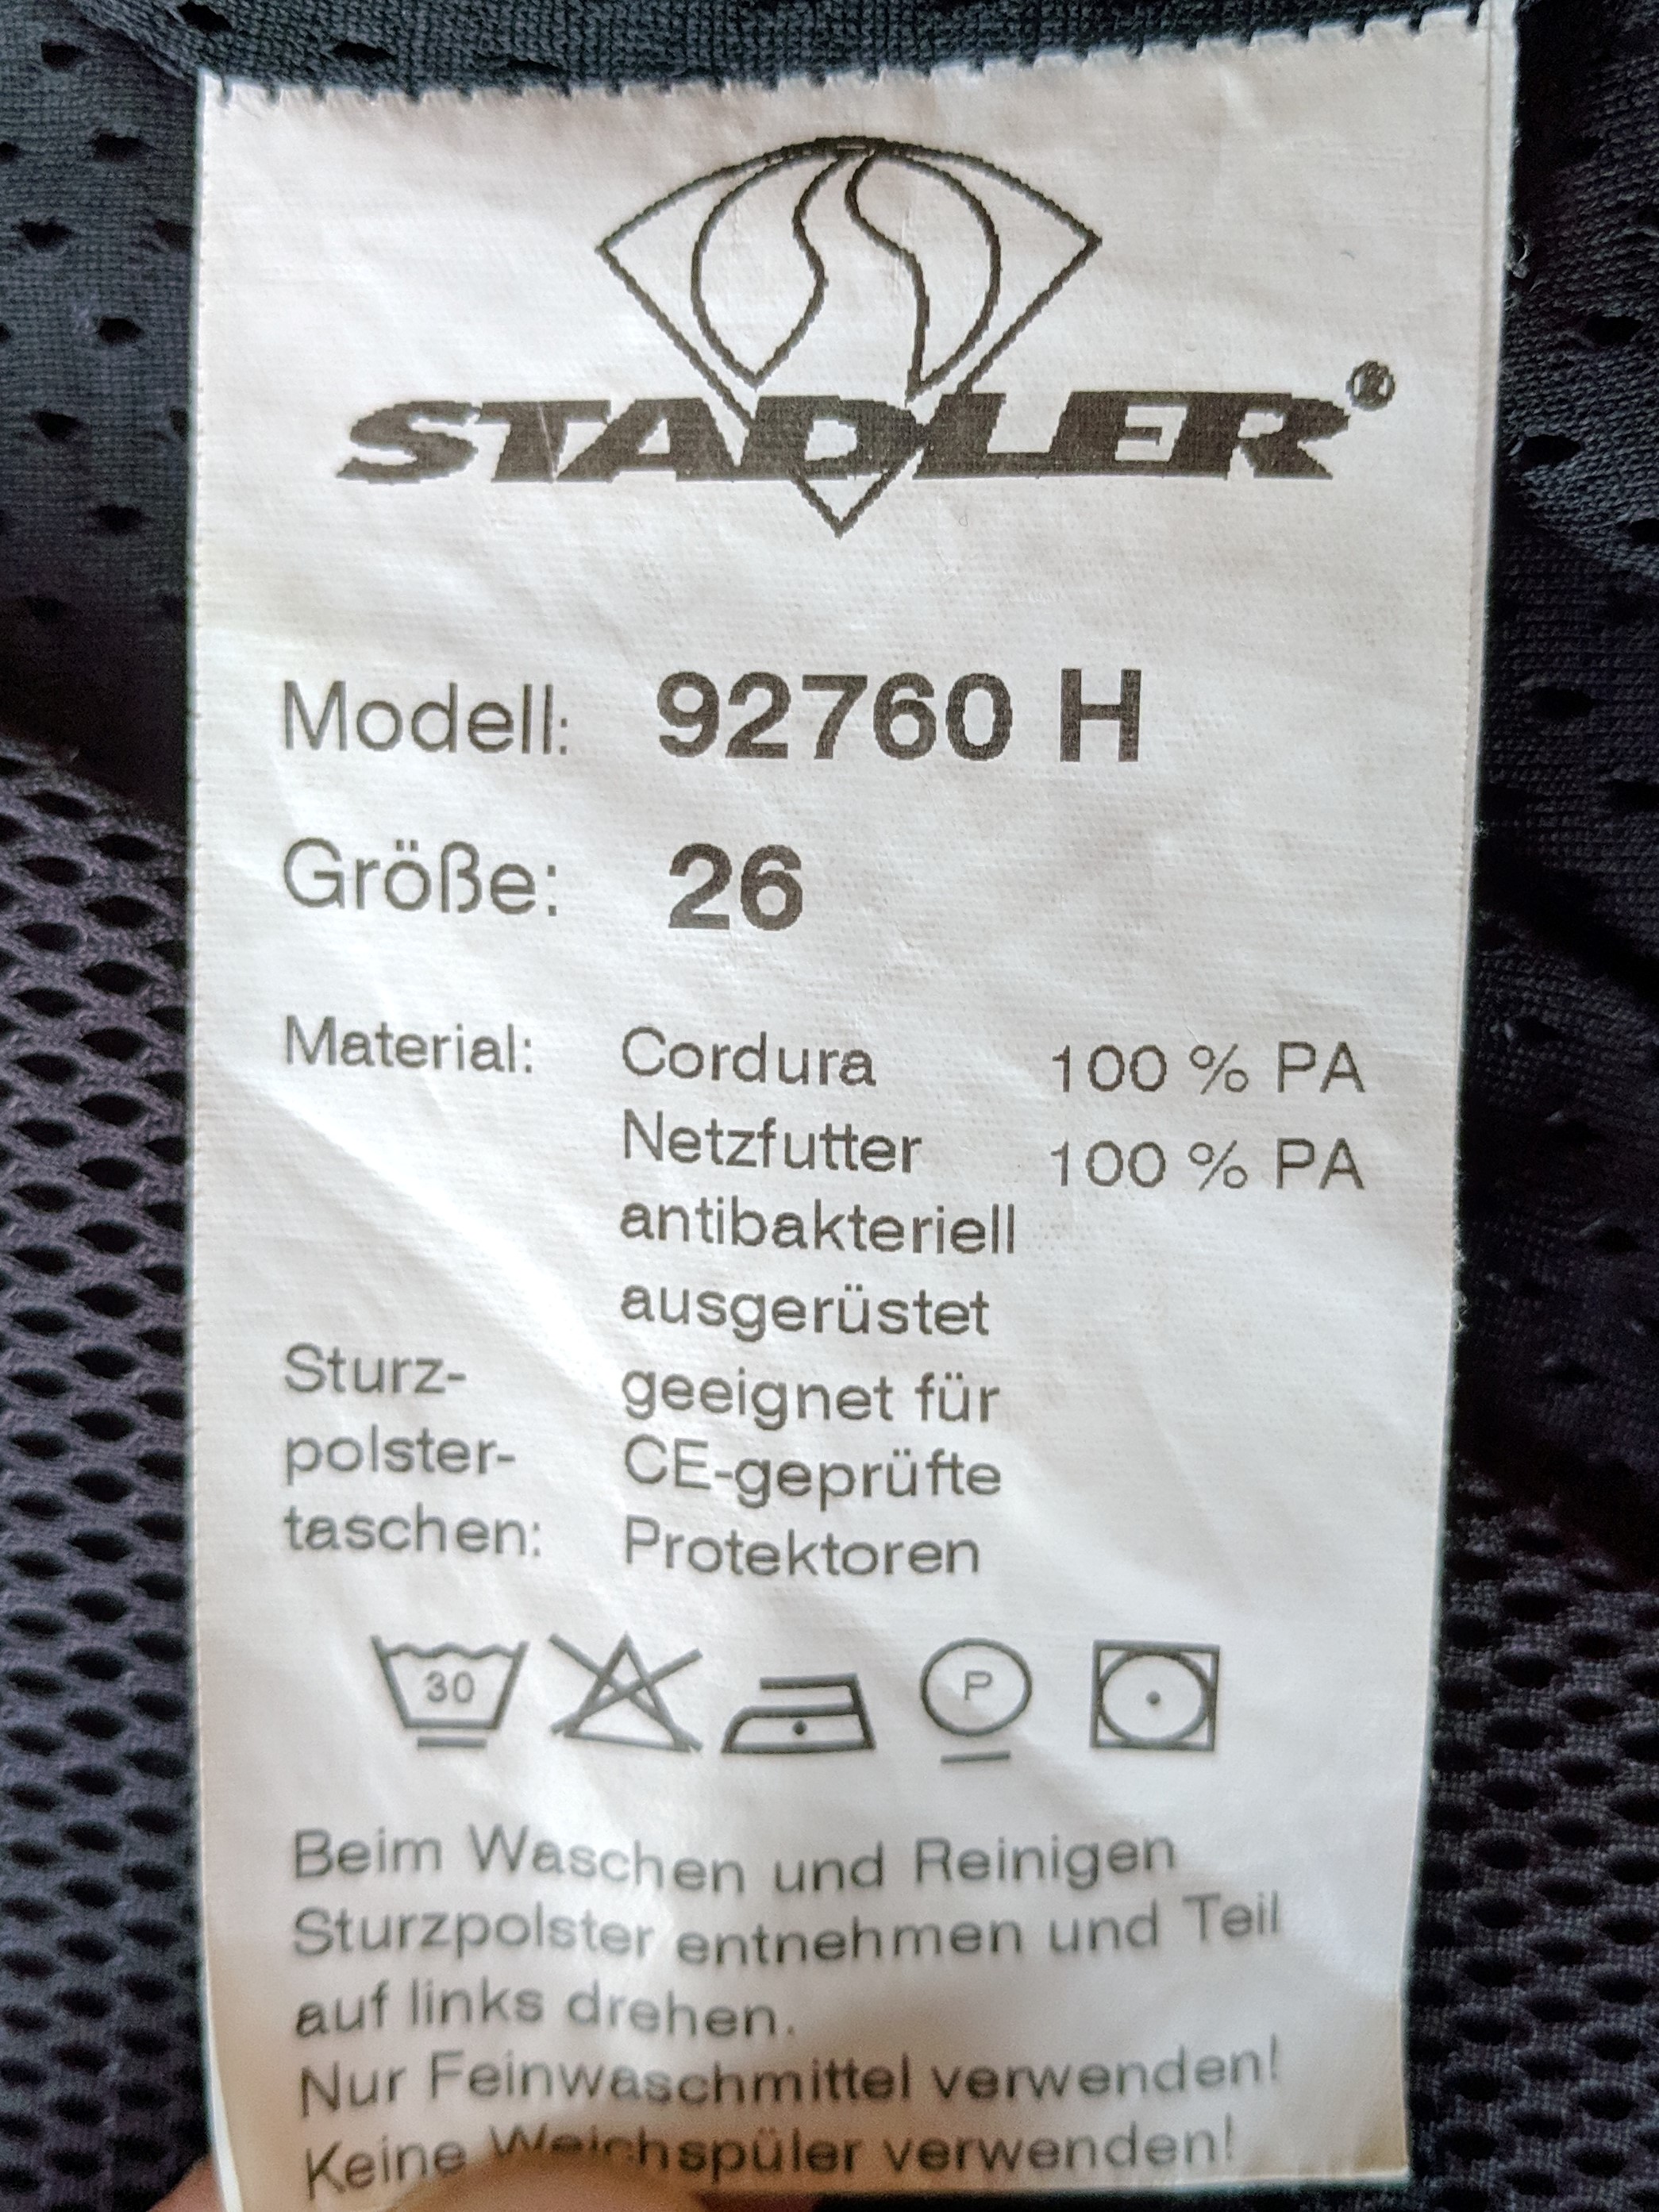 STADLER®
Modell: 92760 H
Größe: 26
Material: Cordura 100 % PA
Netzfutter 100 % PA
antibakteriell
ausgerüstet
Sturz- geeignet für
polster- CE-geprüfte
taschen: Protektoren
30 P
Beim Waschen und Reinigen
Sturzpolster entnehmen und Teil
auf links drehen.
Nur Feinwaschmittel verwenden!
Keine Weichspüler verwenden!